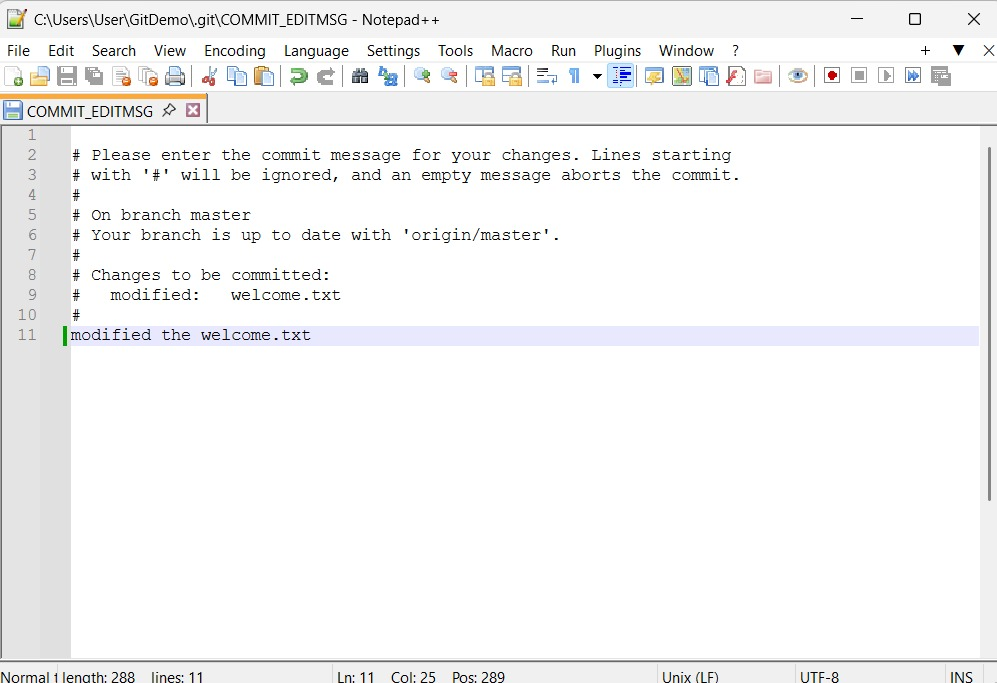 C:\Users\User\GitDemo\.git\COMMIT_EDITMSG - Notepad++
File Edit Search View Encoding Language Settings Tools Macro Run Plugins Window ? + ▼ X
COMMIT_EDITMSG
1
2 # Please enter the commit message for your changes. Lines starting
3 # with '#' will be ignored, and an empty message aborts the commit.
4 #
5 # On branch master
6 # Your branch is up to date with 'origin/master'.
7 #
8 # Changes to be committed:
9 #   modified:   welcome.txt
10 #
11 modified the welcome.txt
Normal t length: 288 lines: 11 Ln: 11 Col: 25 Pos: 289 Unix (LF) UTF-8 INS